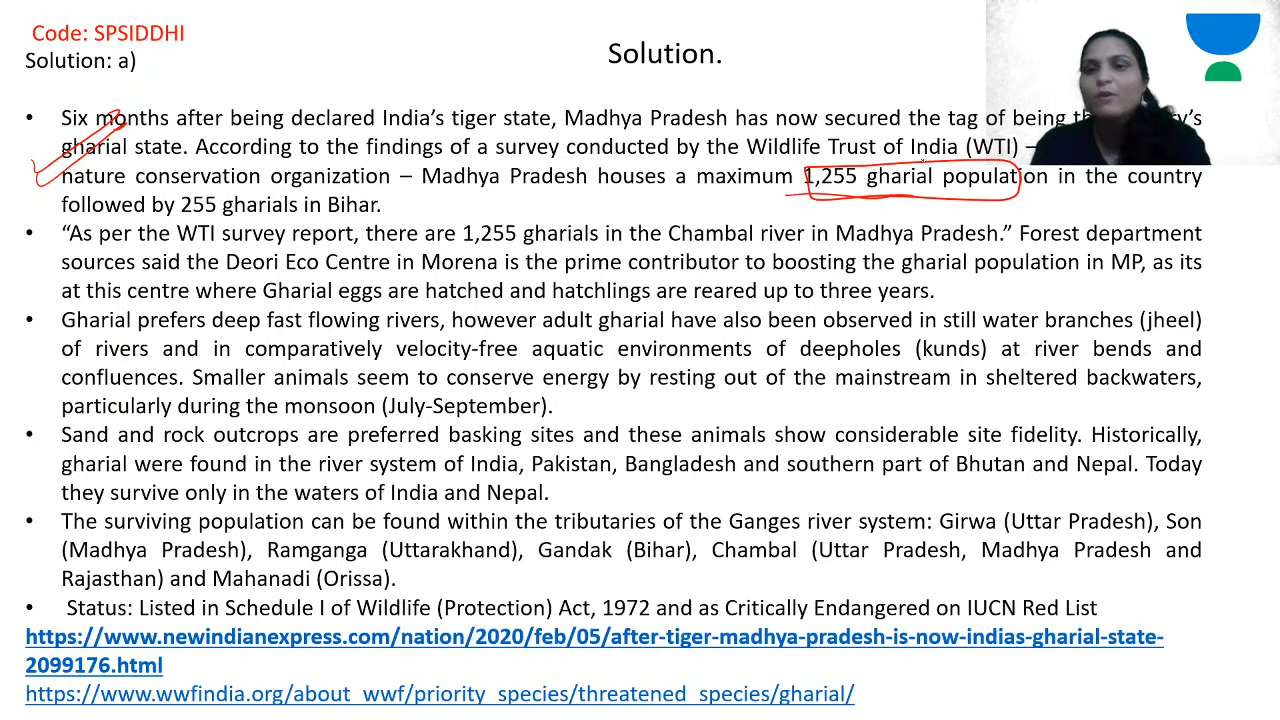 Code: SPSIDDHI
Solution: a)
Solution.
• Six months after being declared India’s tiger state, Madhya Pradesh has now secured the tag of being th y’s
gharial state. According to the findings of a survey conducted by the Wildlife Trust of India (WTI) –
nature conservation organization – Madhya Pradesh houses a maximum 1,255 gharial population in the country
followed by 255 gharials in Bihar.
• “As per the WTI survey report, there are 1,255 gharials in the Chambal river in Madhya Pradesh.” Forest department
sources said the Deori Eco Centre in Morena is the prime contributor to boosting the gharial population in MP, as its
at this centre where Gharial eggs are hatched and hatchlings are reared up to three years.
• Gharial prefers deep fast flowing rivers, however adult gharial have also been observed in still water branches (jheel)
of rivers and in comparatively velocity-free aquatic environments of deepholes (kunds) at river bends and
confluences. Smaller animals seem to conserve energy by resting out of the mainstream in sheltered backwaters,
particularly during the monsoon (July-September).
• Sand and rock outcrops are preferred basking sites and these animals show considerable site fidelity. Historically,
gharial were found in the river system of India, Pakistan, Bangladesh and southern part of Bhutan and Nepal. Today
they survive only in the waters of India and Nepal.
• The surviving population can be found within the tributaries of the Ganges river system: Girwa (Uttar Pradesh), Son
(Madhya Pradesh), Ramganga (Uttarakhand), Gandak (Bihar), Chambal (Uttar Pradesh, Madhya Pradesh and
Rajasthan) and Mahanadi (Orissa).
• Status: Listed in Schedule I of Wildlife (Protection) Act, 1972 and as Critically Endangered on IUCN Red List
https://www.newindianexpress.com/nation/2020/feb/05/after-tiger-madhya-pradesh-is-now-indias-gharial-state-
2099176.html
https://www.wwfindia.org/about_wwf/priority_species/threatened_species/gharial/